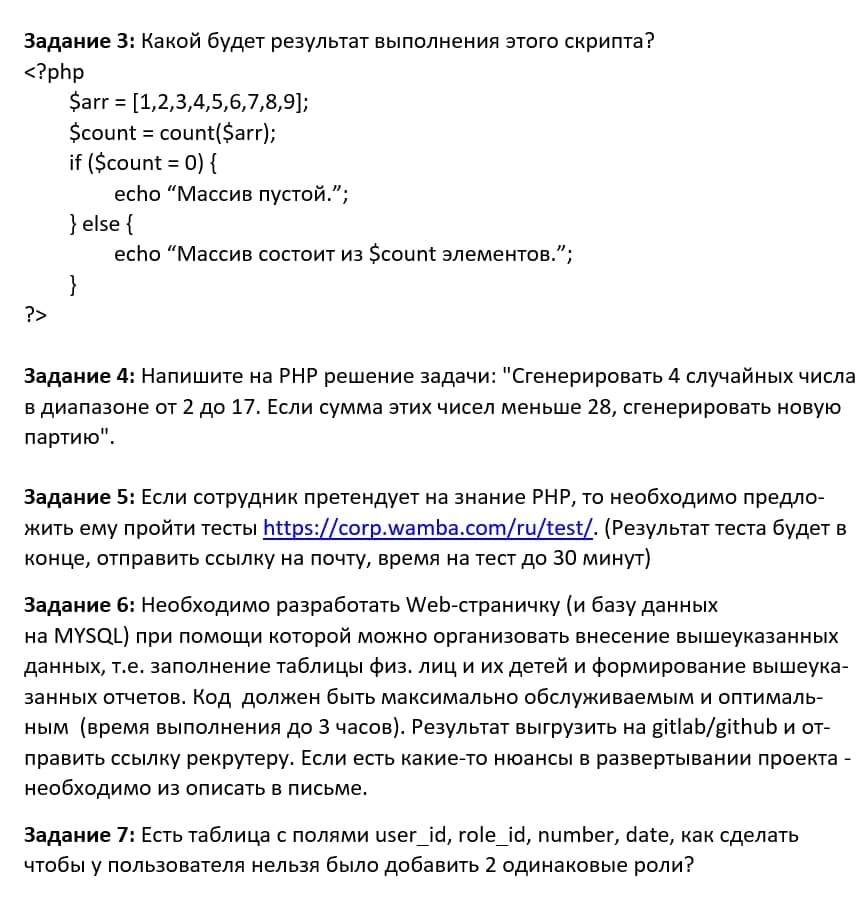 Задание 3: Какой будет результат выполнения этого скрипта?
<?php
$arr = [1,2,3,4,5,6,7,8,9];
$count = count($arr);
if ($count = 0) {
echo “Массив пустой.”;
} else {
echo “Массив состоит из $count элементов.”;
}
?>
Задание 4: Напишите на PHP решение задачи: "Сгенерировать 4 случайных числа
в диапазоне от 2 до 17. Если сумма этих чисел меньше 28, сгенерировать новую
партию".
Задание 5: Если сотрудник претендует на знание PHP, то необходимо предло-
жить ему пройти тесты https://corp.wamba.com/ru/test/. (Результат теста будет в
конце, отправить ссылку на почту, время на тест до 30 минут)
Задание 6: Необходимо разработать Web-страничку (и базу данных
на MYSQL) при помощи которой можно организовать внесение вышеуказанных
данных, т.е. заполнение таблицы физ. лиц и их детей и формирование вышеука-
занных отчетов. Код  должен быть максимально обслуживаемым и оптималь-
ным  (время выполнения до 3 часов). Результат выгрузить на gitlab/github и от-
править ссылку рекрутеру. Если есть какие-то нюансы в развертывании проекта -
необходимо из описать в письме.
Задание 7: Есть таблица с полями user_id, role_id, number, date, как сделать
чтобы у пользователя нельзя было добавить 2 одинаковые роли?